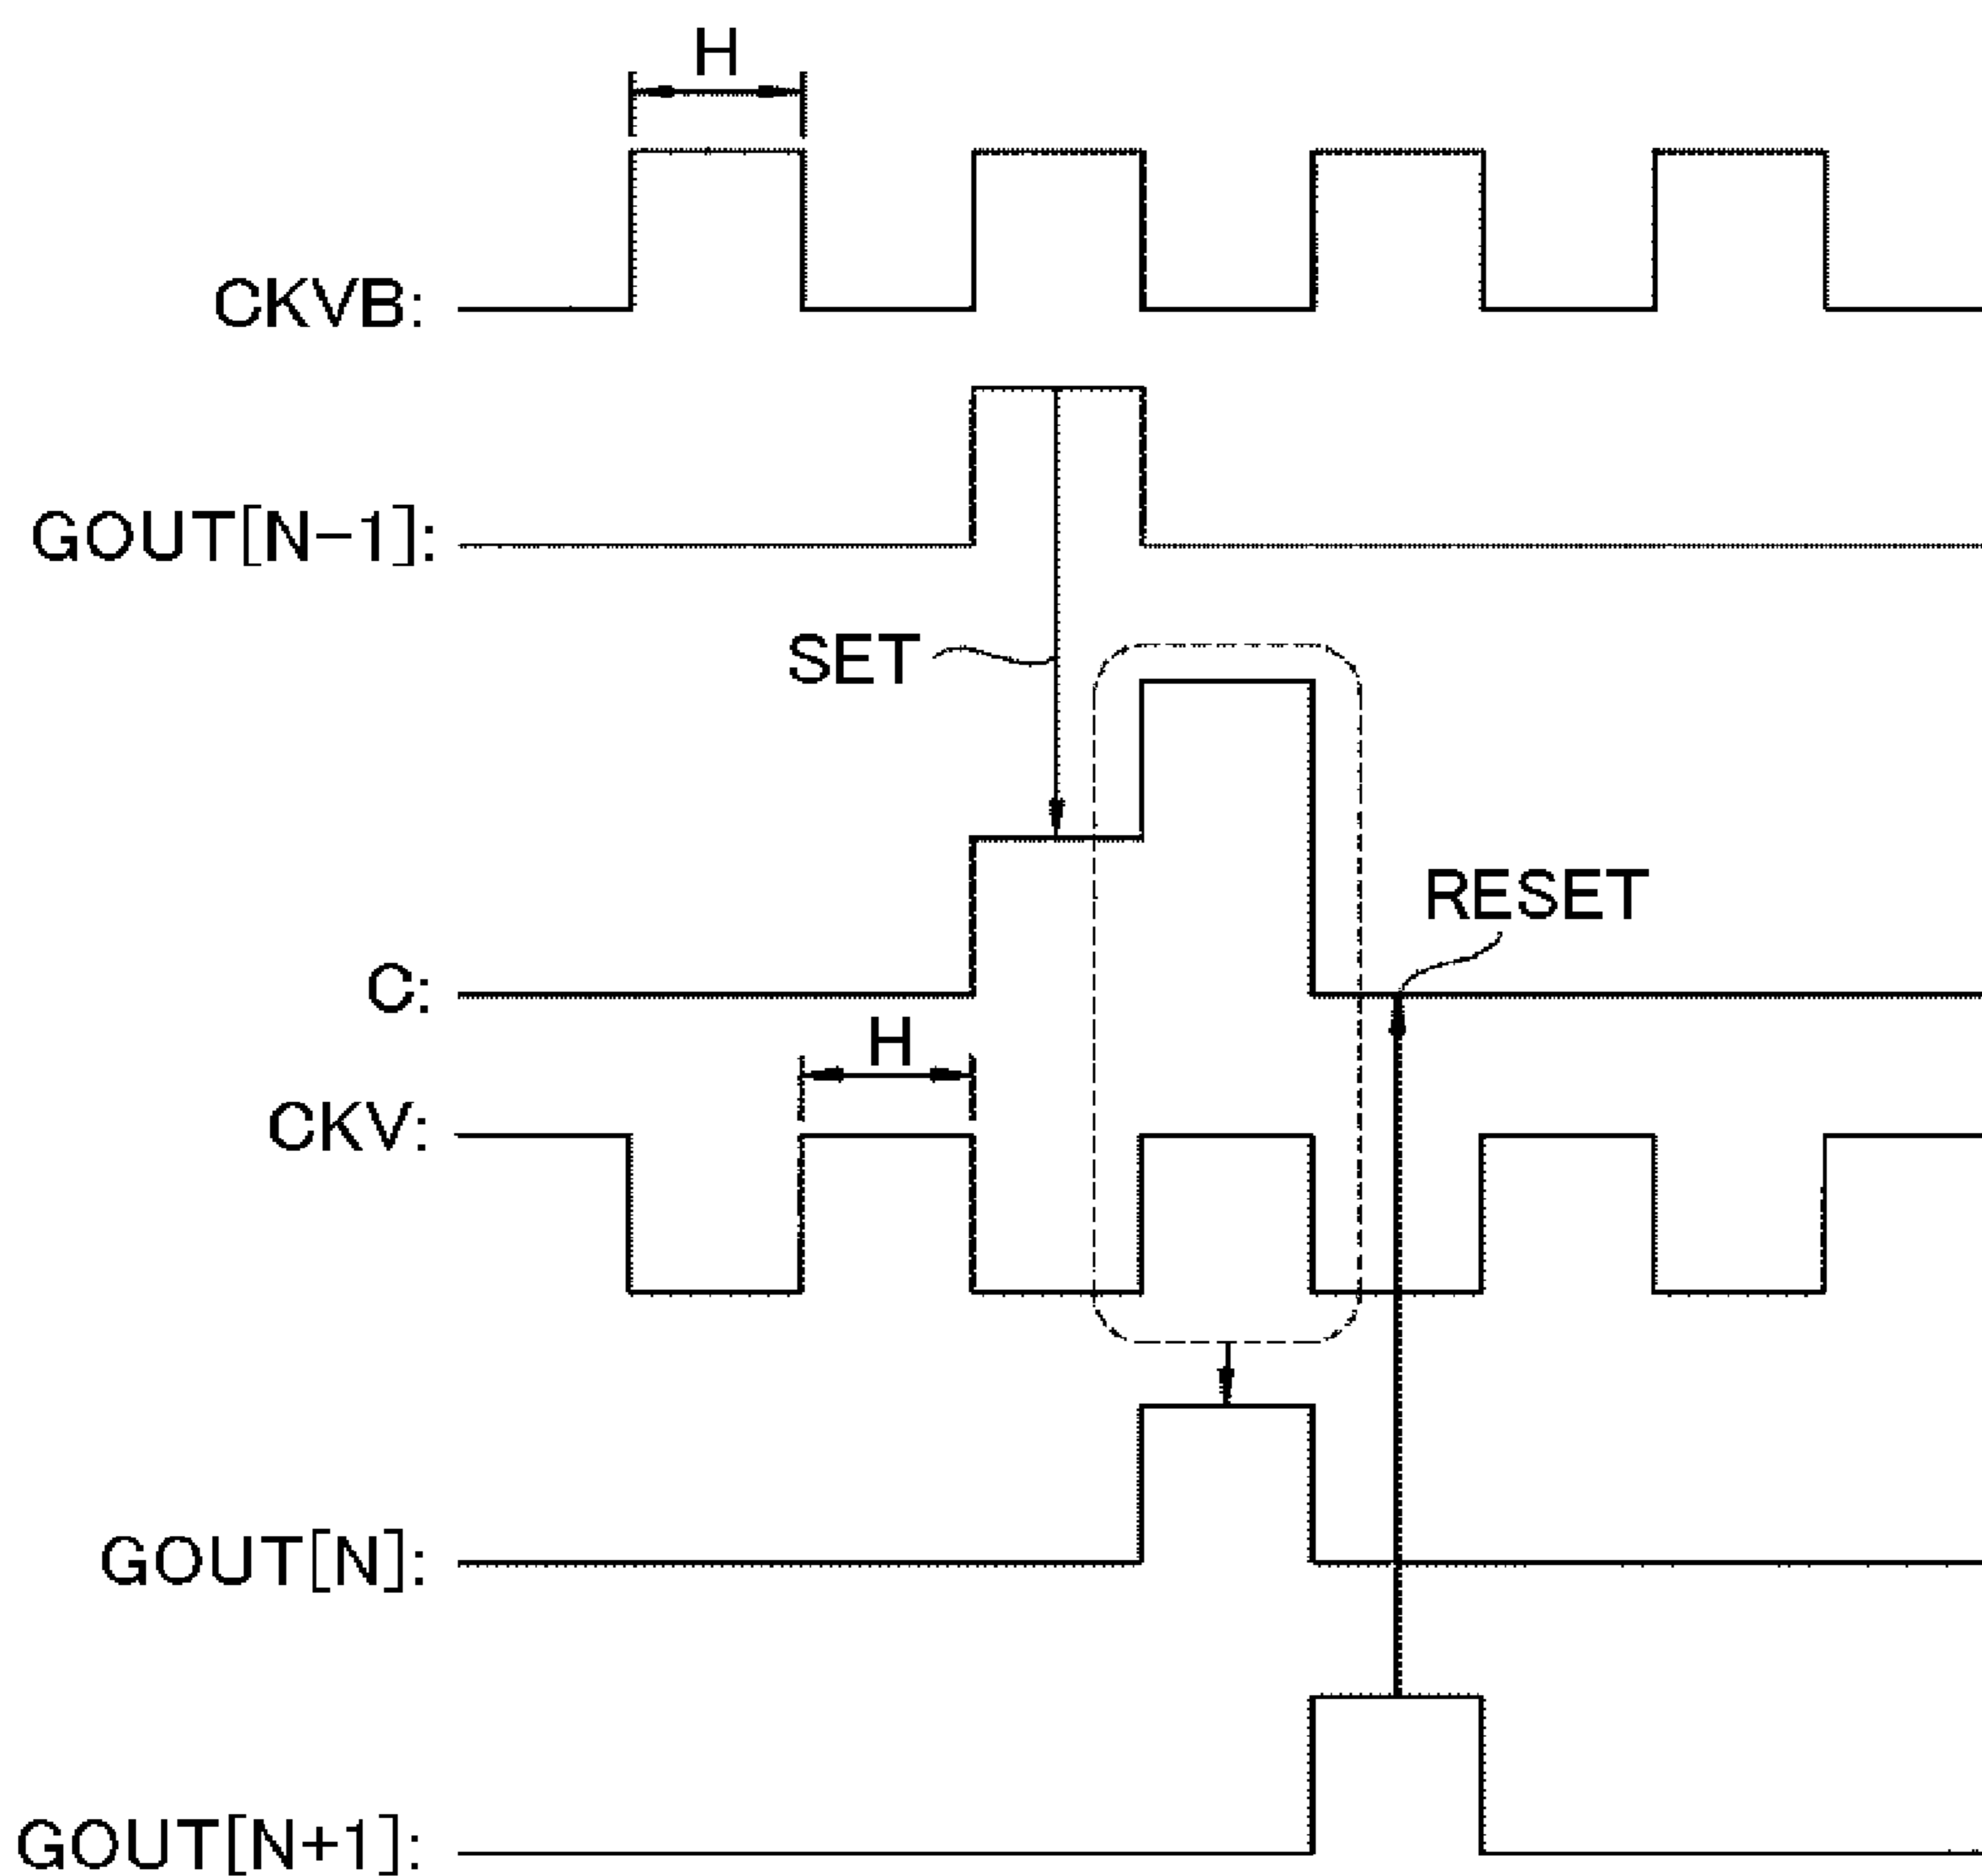 H
CKVB:
GOUT[N-1]:
SET
RESET
C:
H
CKV:
GOUT[N]:
GOUT[N+1]: